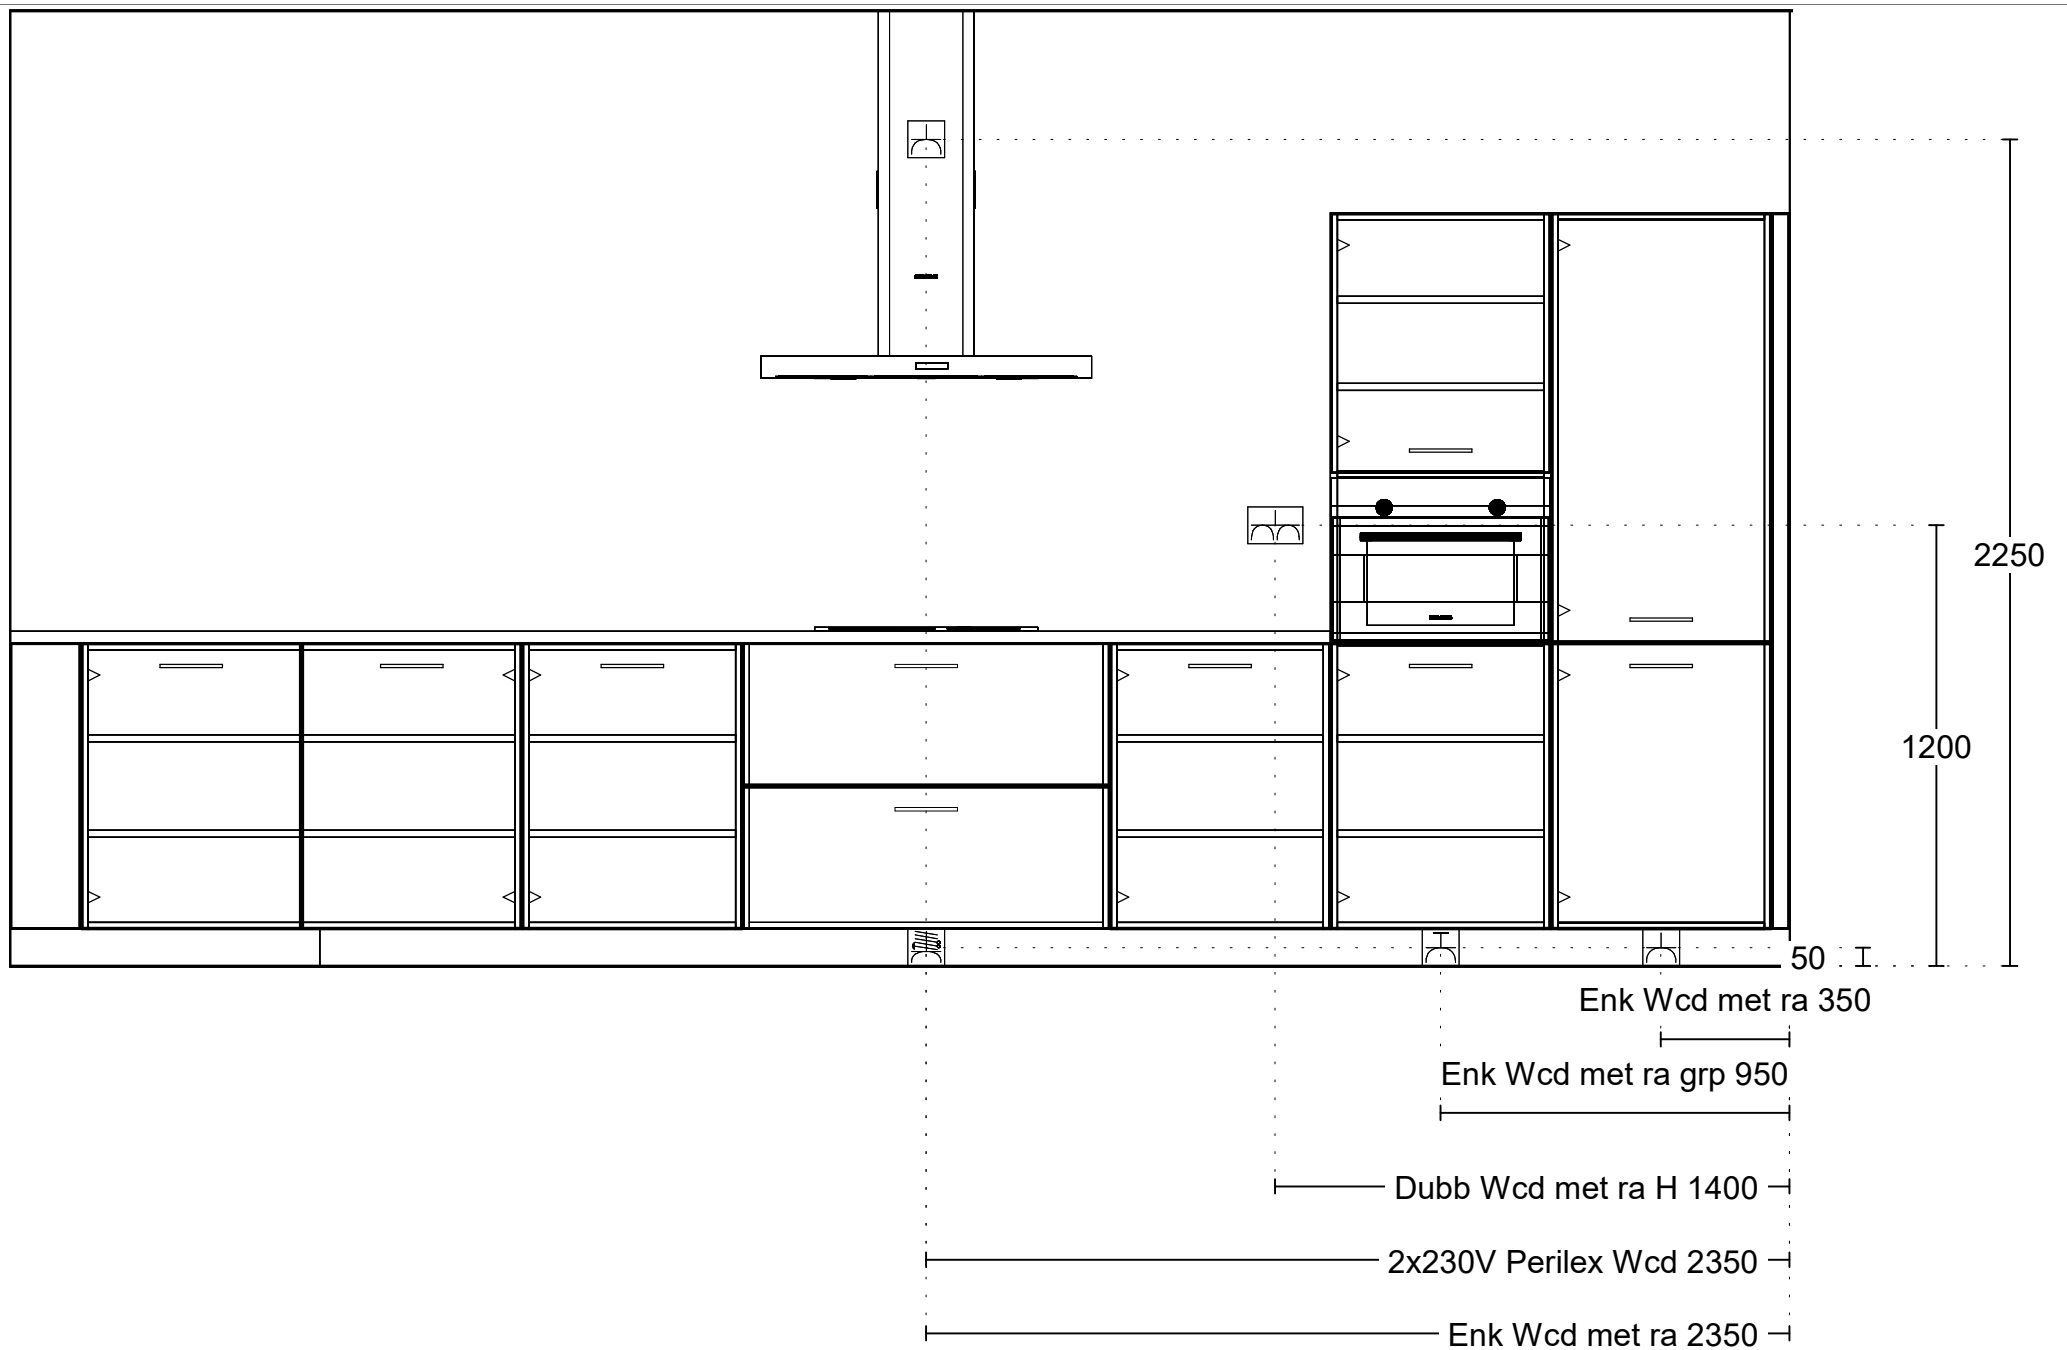 2250
1200
50
Enk Wcd met ra 350
Enk Wcd met ra grp 950
Dubb Wcd met ra H 1400
2x230V Perilex Wcd 2350
Enk Wcd met ra 2350